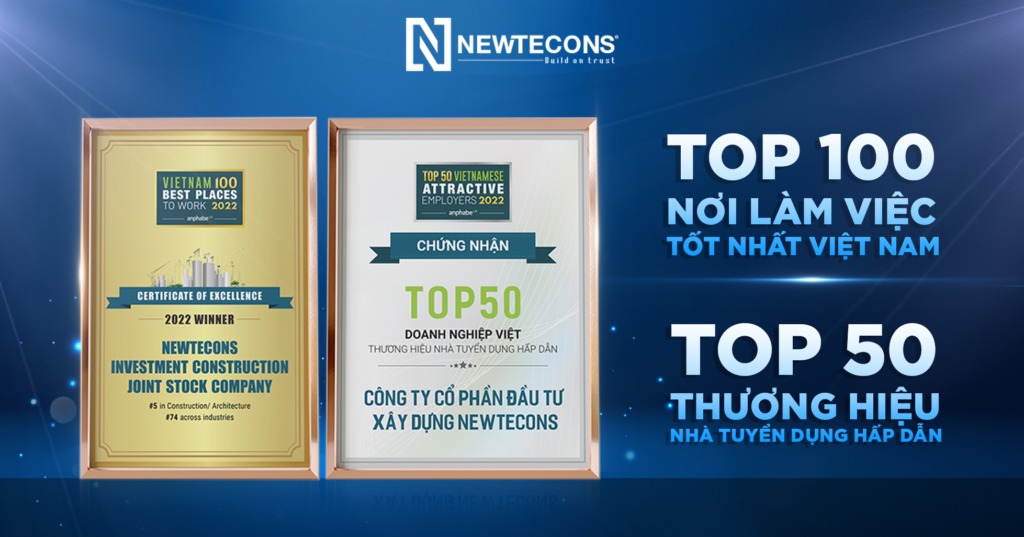 NEWTECONS®
Build on trust
VIETNAM 100
BEST PLACES
TO WORK 2022
anphabe
CERTIFICATE OF EXCELLENCE
2022 WINNER
NEWTECONS
INVESTMENT CONSTRUCTION
JOINT STOCK COMPANY
#5 in Construction/ Architecture
#74 across industries
TOP 50 VIETNAMESE
ATTRACTIVE
EMPLOYERS 2022
anphabe
CHỨNG NHẬN
TOP50
DOANH NGHIỆP VIỆT
THƯƠNG HIỆU NHÀ TUYỂN DỤNG HẤP DẪN
CÔNG TY CỔ PHẦN ĐẦU TƯ
XÂY DỰNG NEWTECONS
TOP 100
NƠI LÀM VIỆC
TỐT NHẤT VIỆT NAM
TOP 50
THƯƠNG HIỆU
NHÀ TUYỂN DỤNG HẤP DẪN